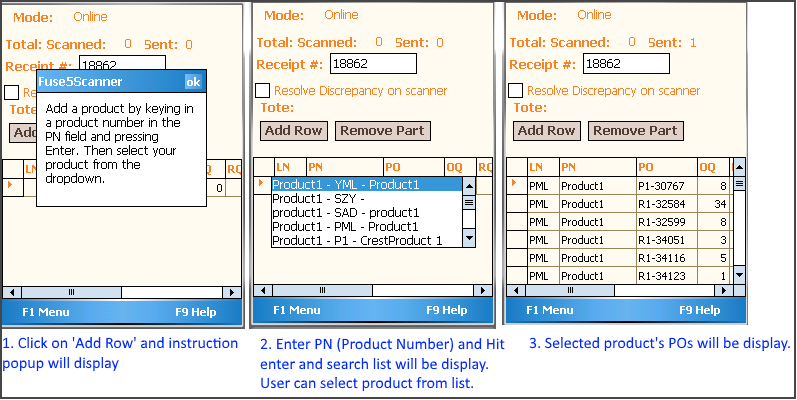 Mode: Online
Total: Scanned: 0 Sent: 0
Receipt #: 18862
Re
Fuse5Scanner ok
Add a product by keying in
a product number in the
PN field and pressing
Enter. Then select your
product from the
dropdown.
Tote:
Add
LN
RQ
0
F1 Menu F9 Help
1. Click on 'Add Row' and instruction
popup will display
Mode: Online
Total: Scanned: 0 Sent: 0
Receipt #: 18862
Resolve Discrepancy on scanner
Tote:
Add Row Remove Part
LN PN PO OQ RQ
Product1 - YML - Product1
Product1 - SZY -
product1 - SAD - product1
Product1 - PML - Product1
Product1 - P1 - CrestProduct 1
F1 Menu F9 Help
2. Enter PN (Product Number) and Hit
enter and search list will be display.
User can select product from list.
Mode: Online
Total: Scanned: 0 Sent: 1
Receipt #: 18862
Resolve Discrepancy on scanner
Tote:
Add Row Remove Part
LN PN PO OQ
PML Product1 P1-30767 8
PML Product1 R1-32584 34
PML Product1 R1-32599 8
PML Product1 R1-34051 3
PML Product1 R1-34116 5
PML Product1 R1-34123 1
F1 Menu F9 Help
3. Selected product's POs will be display.